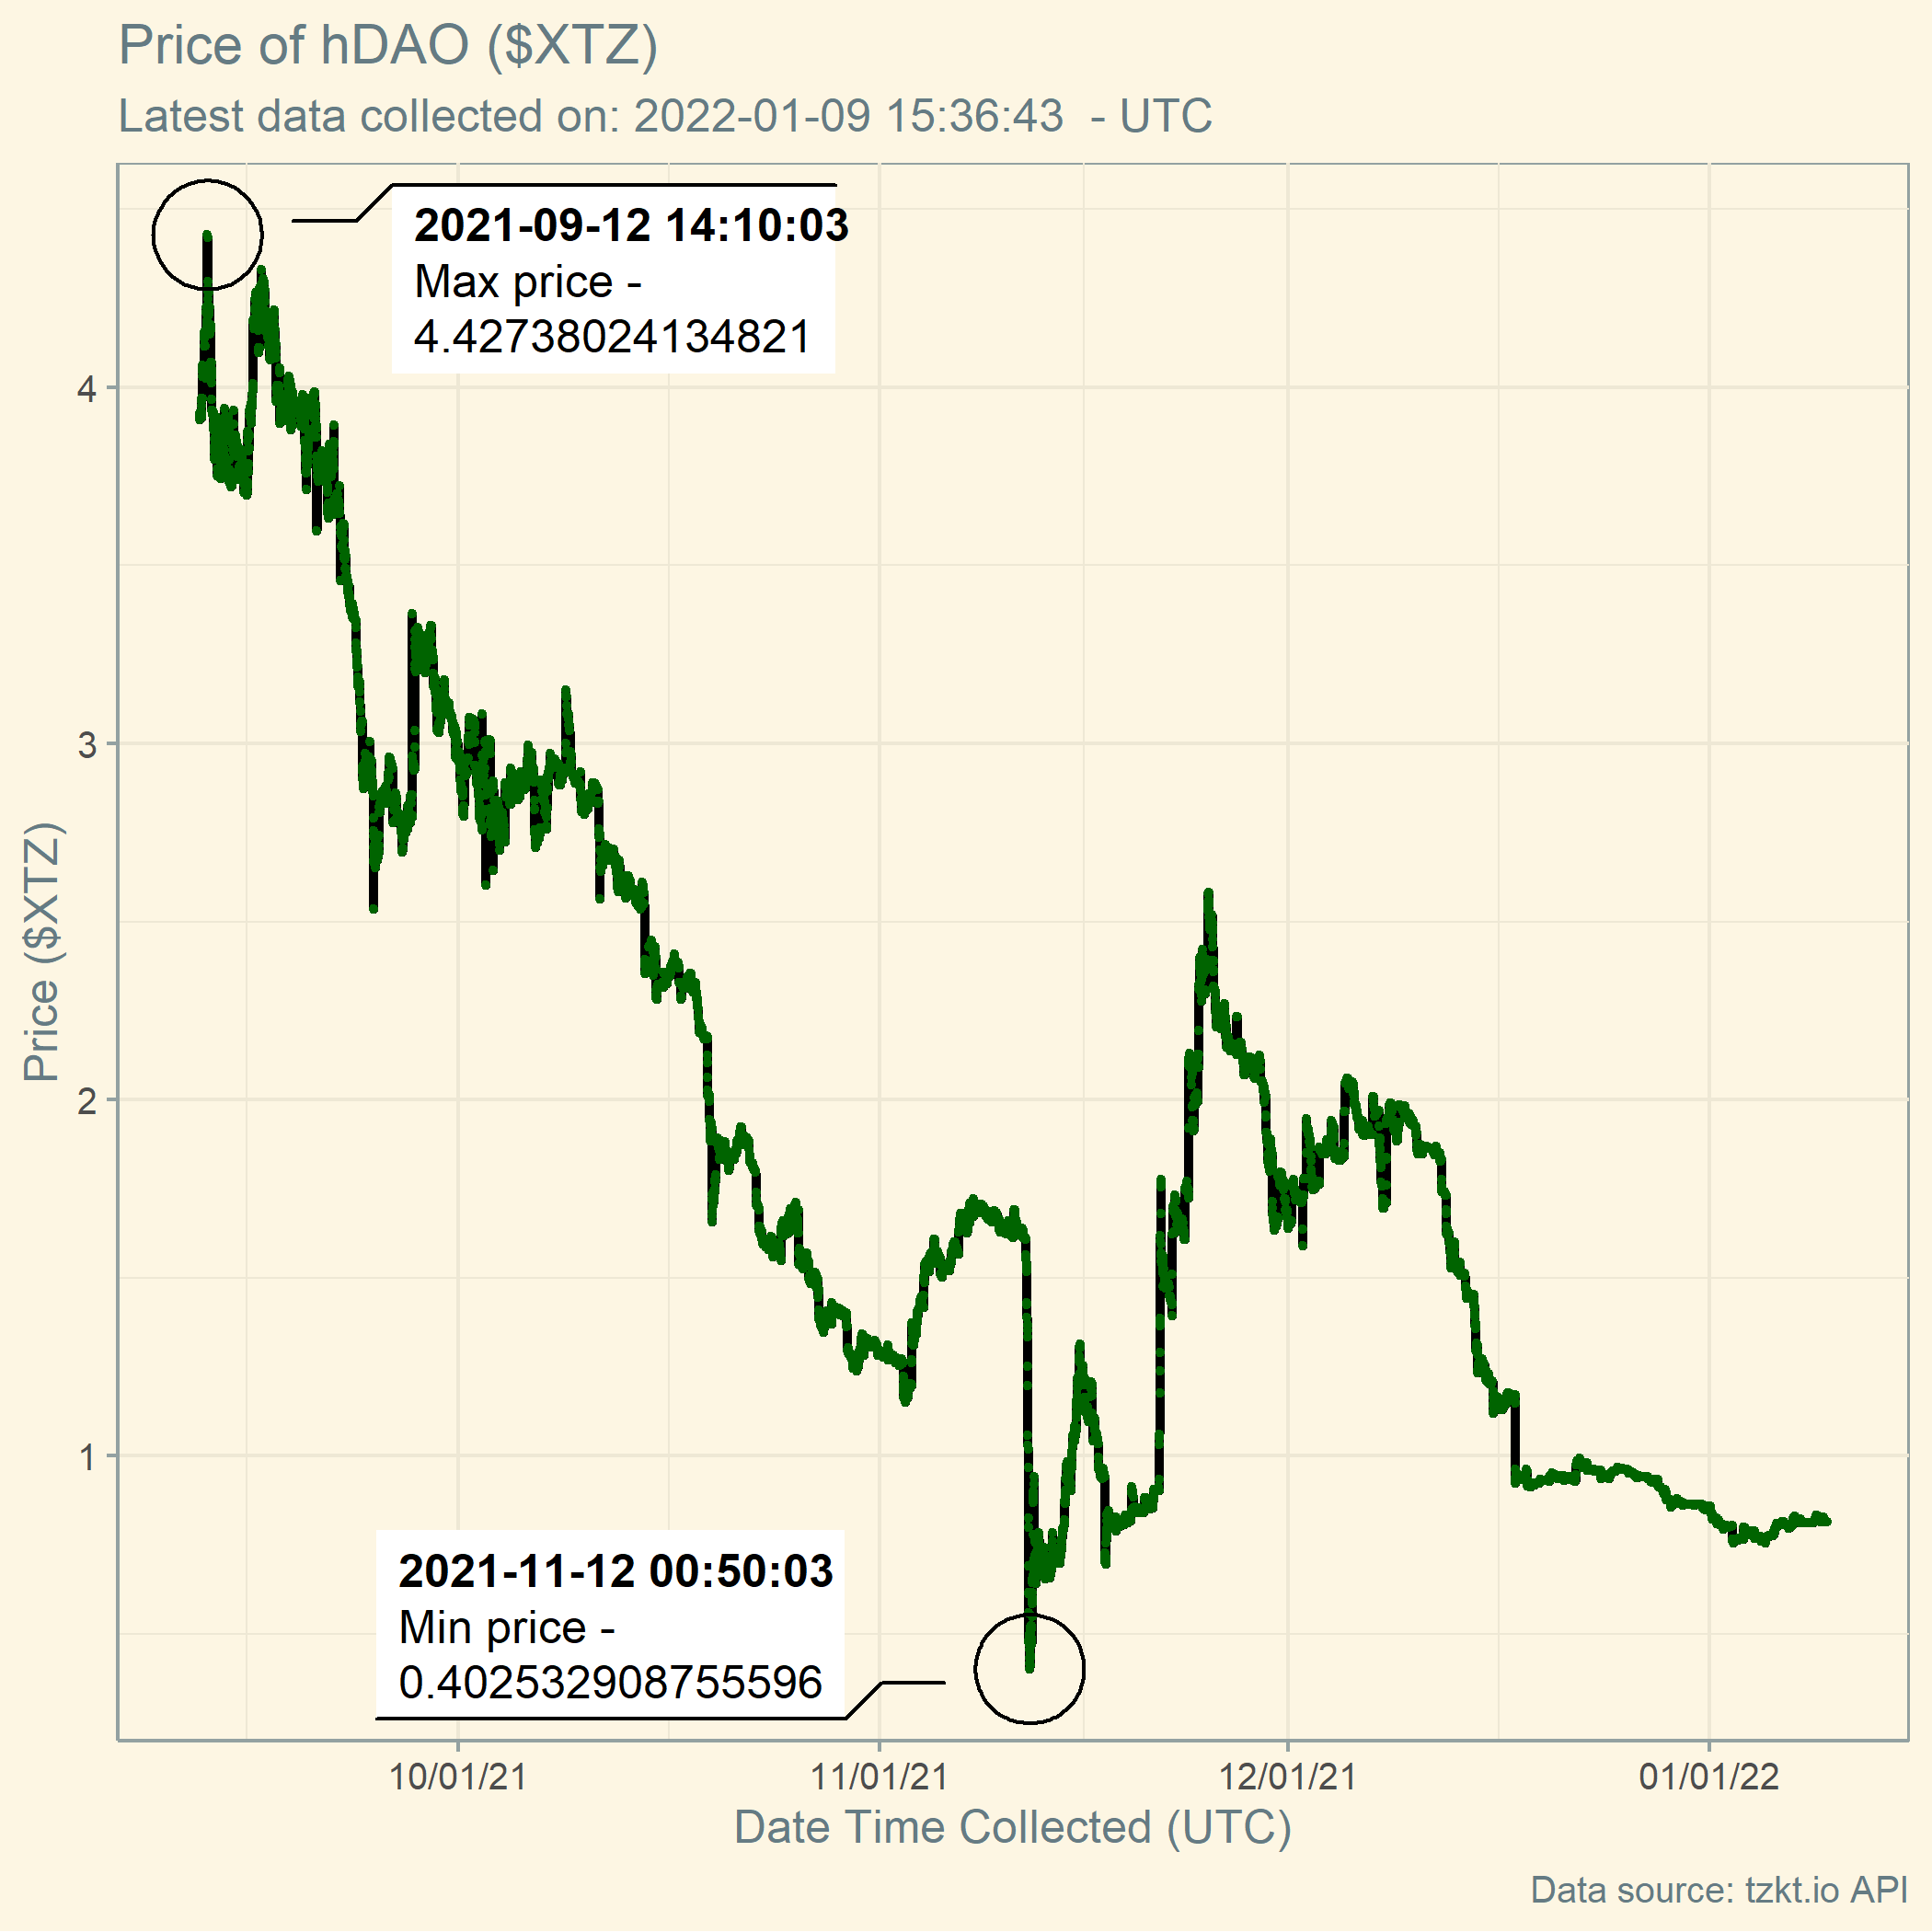 Price of hDAO ($XTZ)
Latest data collected on: 2022-01-09 15:36:43  - UTC
2021-09-12 14:10:03
Max price -
4.42738024134821
4
3
2
1
Price ($XTZ)
2021-11-12 00:50:03
Min price -
0.402532908755596
10/01/21
11/01/21
12/01/21
01/01/22
Date Time Collected (UTC)
Data source: tzkt.io API